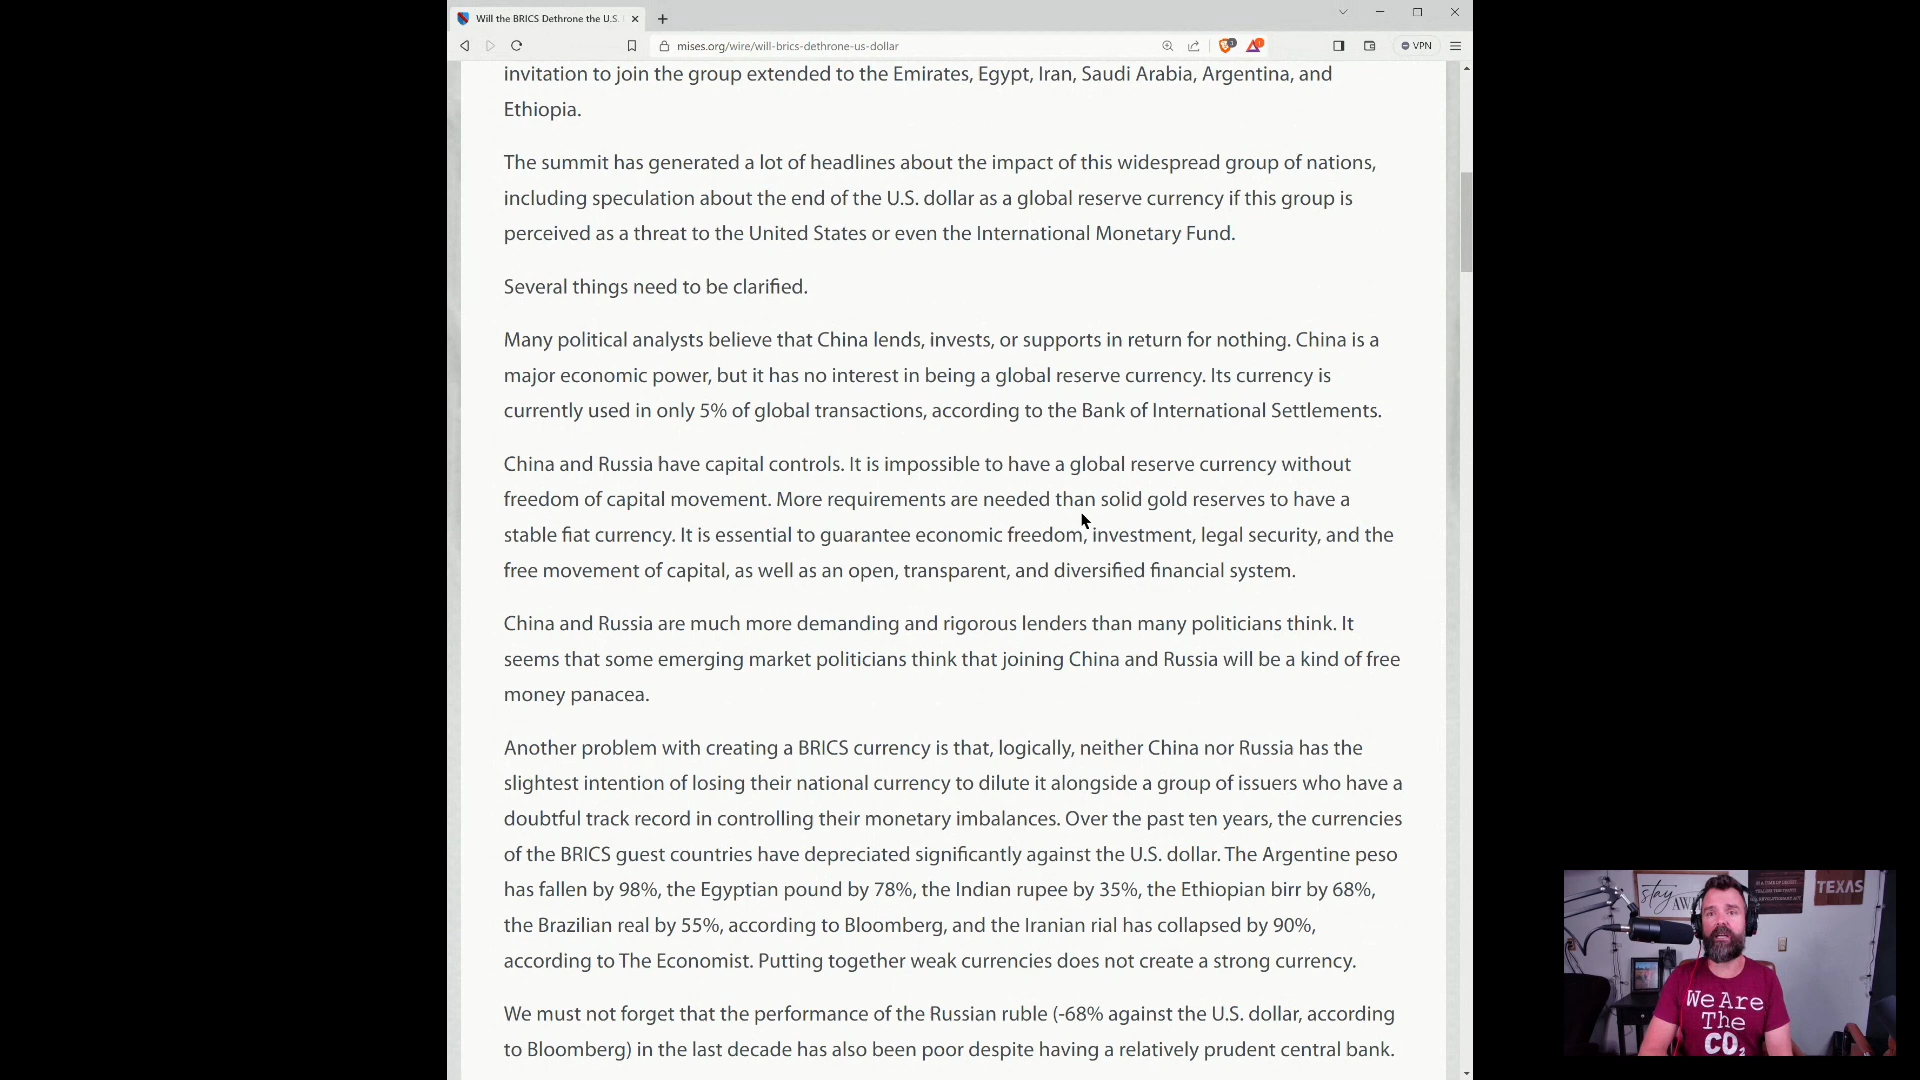 Will the BRICS Dethrone the U.S.
mises.org/wire/will-brics-dethrone-us-dollar
VPN
invitation to join the group extended to the Emirates, Egypt, Iran, Saudi Arabia, Argentina, and
Ethiopia.
The summit has generated a lot of headlines about the impact of this widespread group of nations,
including speculation about the end of the U.S. dollar as a global reserve currency if this group is
perceived as a threat to the United States or even the International Monetary Fund.
Several things need to be clarified.
Many political analysts believe that China lends, invests, or supports in return for nothing. China is a
major economic power, but it has no interest in being a global reserve currency. Its currency is
currently used in only 5% of global transactions, according to the Bank of International Settlements.
China and Russia have capital controls. It is impossible to have a global reserve currency without
freedom of capital movement. More requirements are needed than solid gold reserves to have a
stable fiat currency. It is essential to guarantee economic freedom, investment, legal security, and the
free movement of capital, as well as an open, transparent, and diversified financial system.
China and Russia are much more demanding and rigorous lenders than many politicians think. It
seems that some emerging market politicians think that joining China and Russia will be a kind of free
money panacea.
Another problem with creating a BRICS currency is that, logically, neither China nor Russia has the
slightest intention of losing their national currency to dilute it alongside a group of issuers who have a
doubtful track record in controlling their monetary imbalances. Over the past ten years, the currencies
of the BRICS guest countries have depreciated significantly against the U.S. dollar. The Argentine peso
has fallen by 98%, the Egyptian pound by 78%, the Indian rupee by 35%, the Ethiopian birr by 68%,
the Brazilian real by 55%, according to Bloomberg, and the Iranian rial has collapsed by 90%,
according to The Economist. Putting together weak currencies does not create a strong currency.
We must not forget that the performance of the Russian ruble (-68% against the U.S. dollar, according
to Bloomberg) in the last decade has also been poor despite having a relatively prudent central bank.
stay
AW
TEXAS
We Are
The
CO2